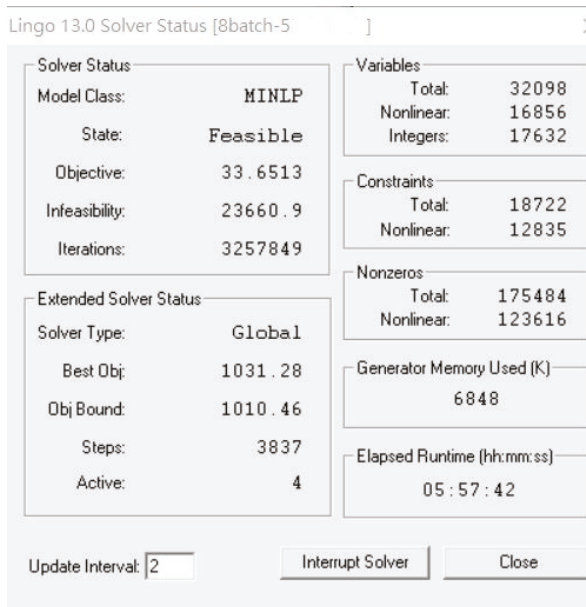 Lingo 13.0 Solver Status [8batch-5 ]
Solver Status
Model Class: MINLP
State: Feasible
Objective: 33.6513
Infeasibility: 23660.9
Iterations: 3257849
Extended Solver Status
Solver Type: Global
Best Obj: 1031.28
Obj Bound: 1010.46
Steps: 3837
Active: 4
Update Interval: 2
Variables
Total: 32098
Nonlinear: 16856
Integers: 17632
Constraints
Total: 18722
Nonlinear: 12835
Nonzeros
Total: 175484
Nonlinear: 123616
Generator Memory Used (K)
6848
Elapsed Runtime (hh:mm:ss)
05:57:42
Interrupt Solver
Close